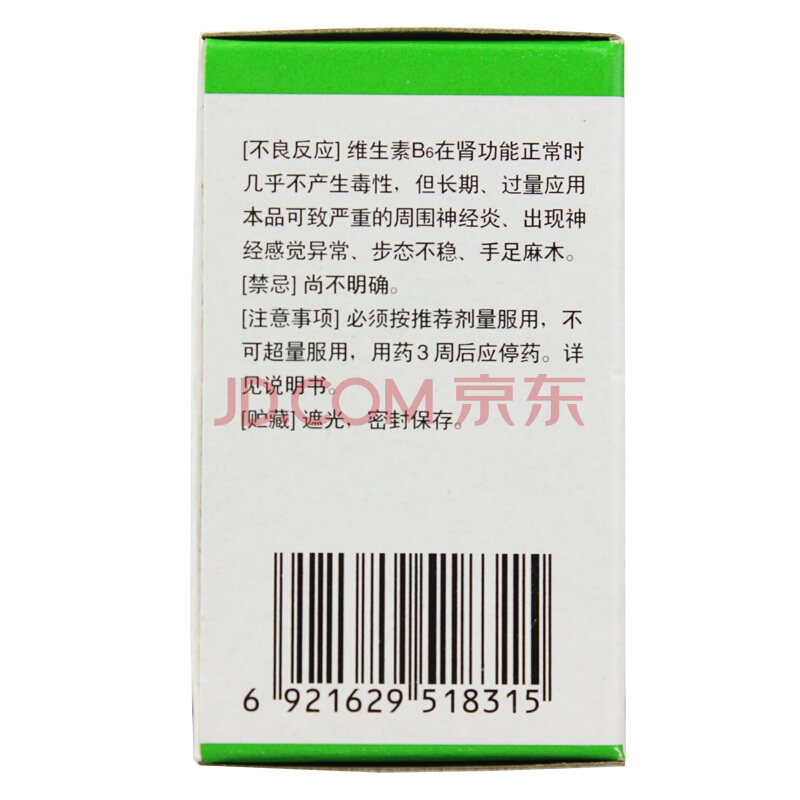 [不良反应] 维生素B₆在肾功能正常时
几乎不产生毒性，但长期、过量应用
本品可致严重的周围神经炎、出现神
经感觉异常、步态不稳、手足麻木。
[禁忌] 尚不明确。
[注意事项] 必须按推荐剂量服用，不
可超量服用，用药3周后应停药。详
见说明书。
JD.COM 京东
[贮藏] 遮光，密封保存。
6 921629 518315